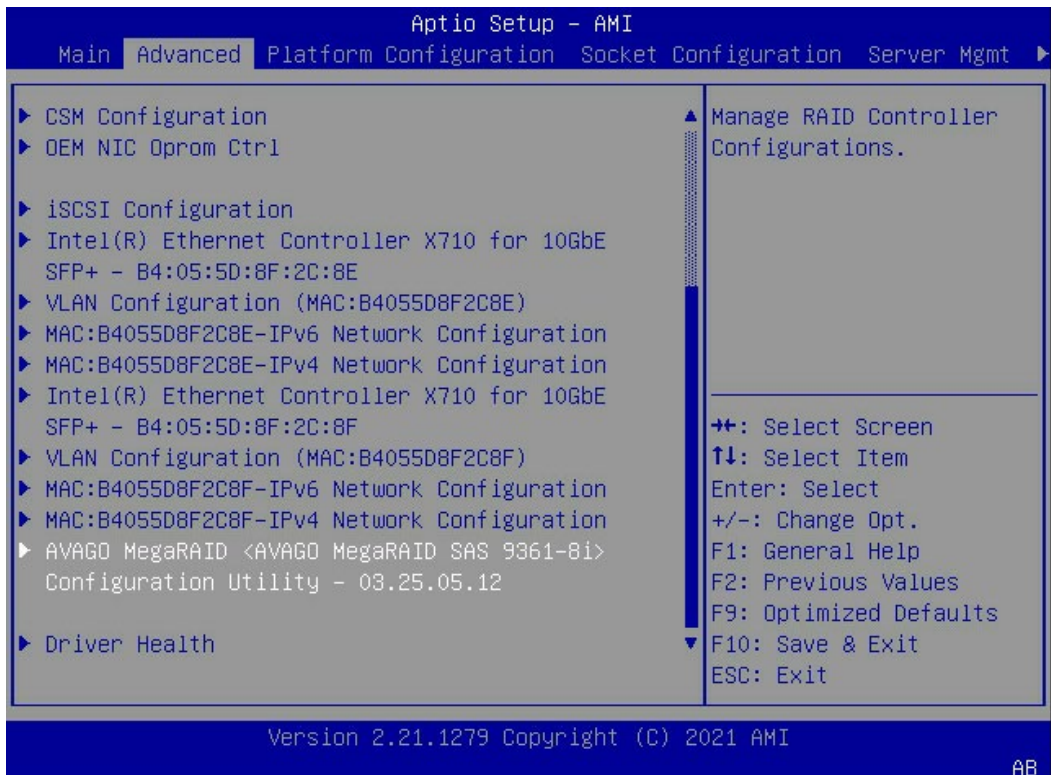 Aptio Setup – AMI
Main Advanced Platform Configuration Socket Configuration Server Mgmt
CSM Configuration
OEM NIC Oprom Ctrl
iSCSI Configuration
Intel(R) Ethernet Controller X710 for 10GbE
SFP+ – B4:05:5D:8F:2C:8E
VLAN Configuration (MAC:B4055D8F2C8E)
MAC:B4055D8F2C8E–IPv6 Network Configuration
MAC:B4055D8F2C8E–IPv4 Network Configuration
Intel(R) Ethernet Controller X710 for 10GbE
SFP+ – B4:05:5D:8F:2C:8F
VLAN Configuration (MAC:B4055D8F2C8F)
MAC:B4055D8F2C8F–IPv6 Network Configuration
MAC:B4055D8F2C8F–IPv4 Network Configuration
AVAGO MegaRAID <AVAGO MegaRAID SAS 9361–8i>
Configuration Utility – 03.25.05.12
Driver Health
Manage RAID Controller
Configurations.
→←: Select Screen
↑↓: Select Item
Enter: Select
+/–: Change Opt.
F1: General Help
F2: Previous Values
F9: Optimized Defaults
F10: Save & Exit
ESC: Exit
Version 2.21.1279 Copyright (C) 2021 AMI
AB